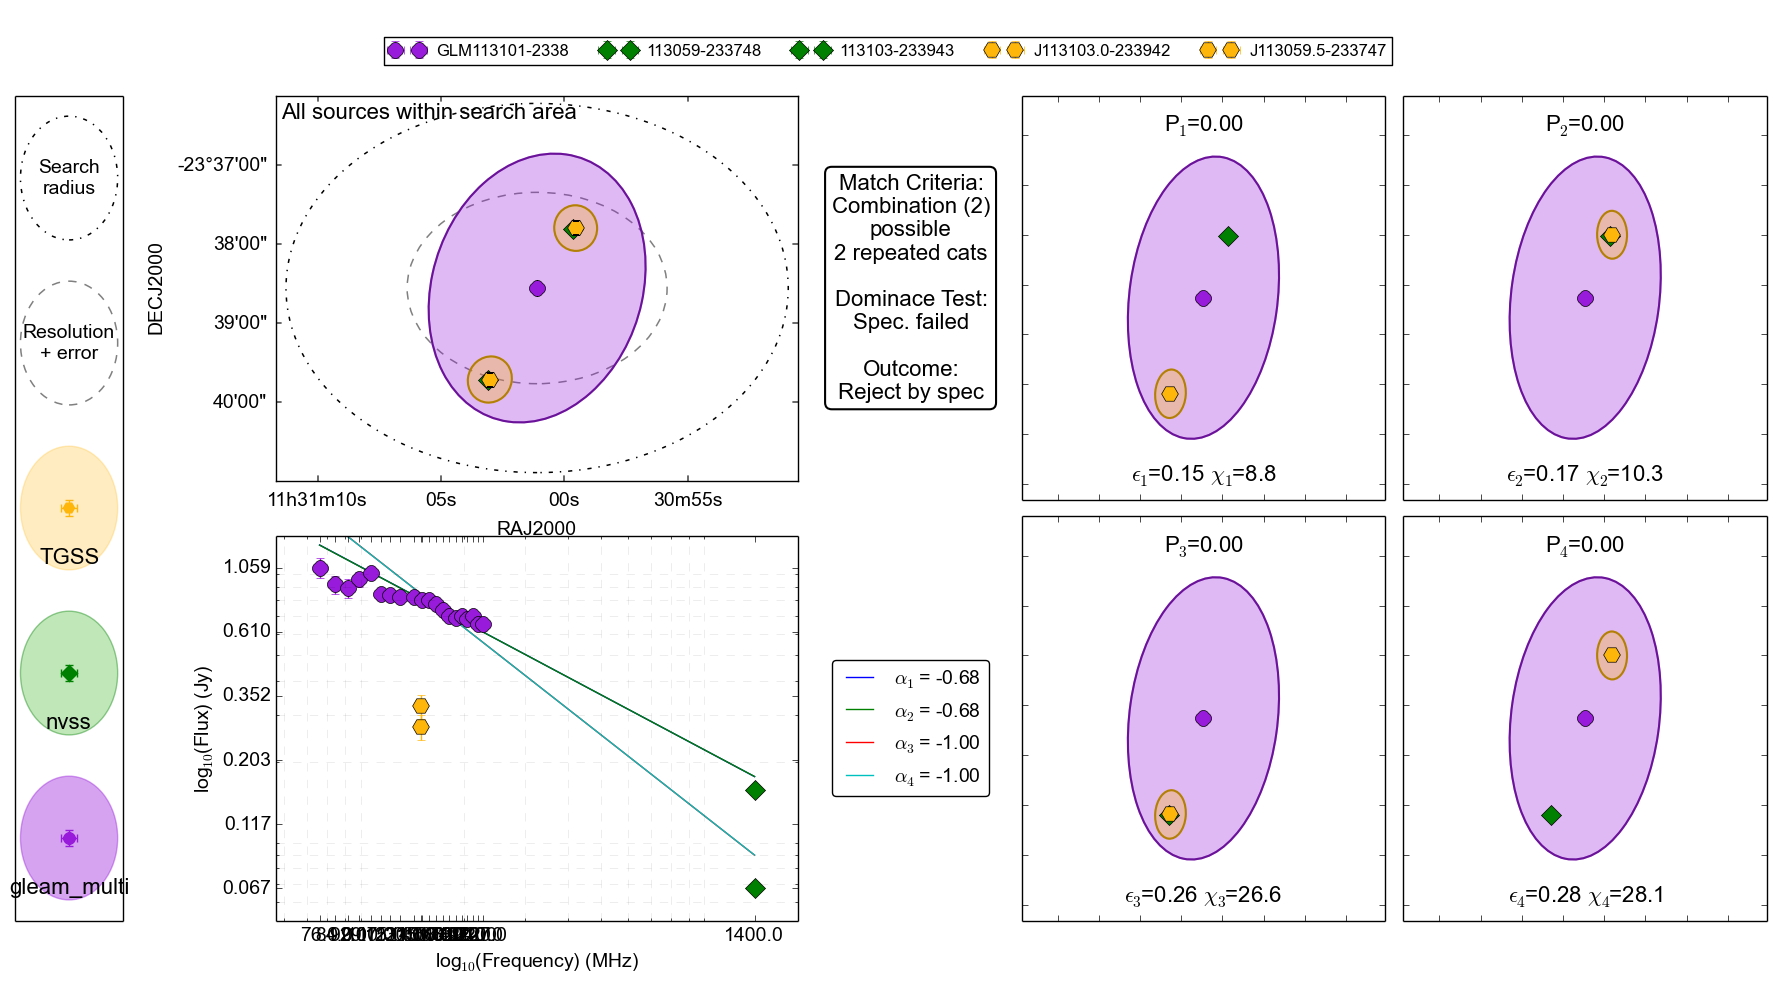 GLM113101-2338 113059-233748 113103-233943 J113103.0-233942 J113059.5-233747
Search
radius
Resolution
+ error
TGSS
nvss
gleam_multi
All sources within search area
DECJ2000
-23°37'00"
38'00"
39'00"
40'00"
11h31m10s 05s 00s 30m55s
RAJ2000
Match Criteria:
Combination (2)
possible
2 repeated cats
Dominace Test:
Spec. failed
Outcome:
Reject by spec
log₁₀(Flux) (Jy)
1.059
0.610
0.352
0.203
0.117
0.067
1400.0
log₁₀(Frequency) (MHz)
α₁ = -0.68
α₂ = -0.68
α₃ = -1.00
α₄ = -1.00
P₁=0.00
ϵ₁=0.15 χ₁=8.8
P₂=0.00
ϵ₂=0.17 χ₂=10.3
P₃=0.00
ϵ₃=0.26 χ₃=26.6
P₄=0.00
ϵ₄=0.28 χ₄=28.1